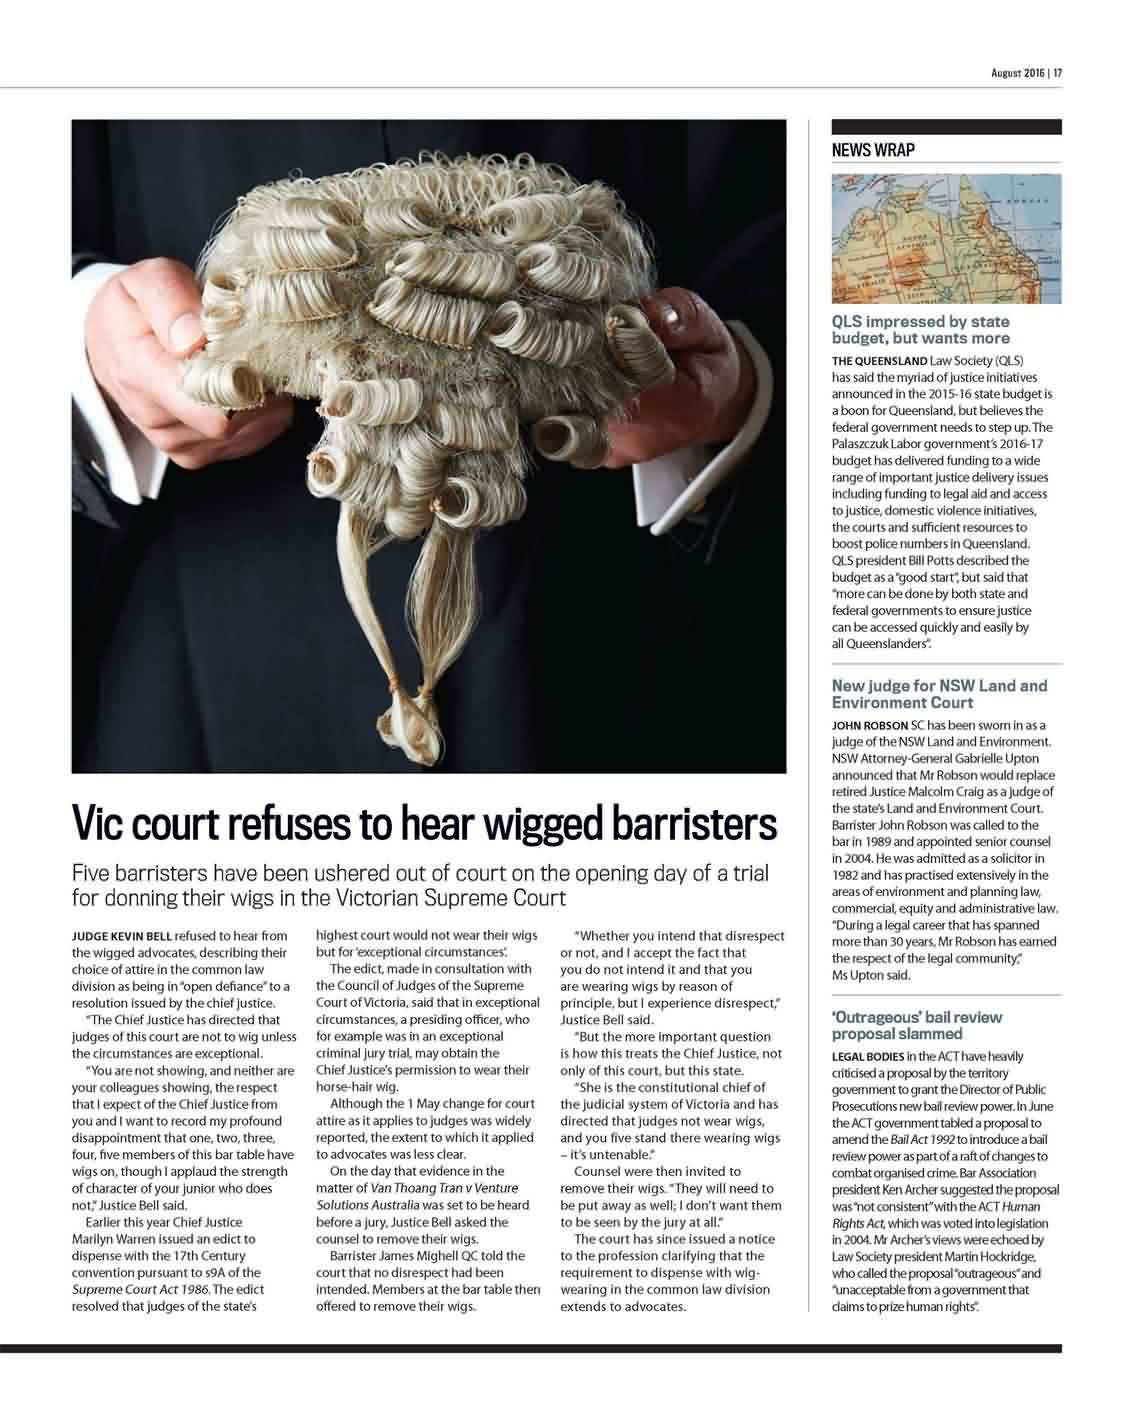 August 2016 | 17
Vic court refuses to hear wigged barristers
Five barristers have been ushered out of court on the opening day of a trial
for donning their wigs in the Victorian Supreme Court
JUDGE KEVIN BELL refused to hear from
the wigged advocates, describing their
choice of attire in the common law
division as being in “open defiance” to a
resolution issued by the chief justice.
“The Chief Justice has directed that
judges of this court are not to wig unless
the circumstances are exceptional.
“You are not showing, and neither are
your colleagues showing, the respect
that I expect of the Chief Justice from
you and I want to record my profound
disappointment that one, two, three,
four, five members of this bar table have
wigs on, though I applaud the strength
of character of your junior who does
not,” Justice Bell said.
Earlier this year Chief Justice
Marilyn Warren issued an edict to
dispense with the 17th Century
convention pursuant to s9A of the
Supreme Court Act 1986. The edict
resolved that judges of the state’s
highest court would not wear their wigs
but for ‘exceptional circumstances’.
The edict, made in consultation with
the Council of Judges of the Supreme
Court of Victoria, said that in exceptional
circumstances, a presiding officer, who
for example was in an exceptional
criminal jury trial, may obtain the
Chief Justice’s permission to wear their
horse-hair wig.
Although the 1 May change for court
attire as it applies to judges was widely
reported, the extent to which it applied
to advocates was less clear.
On the day that evidence in the
matter of Van Thoang Tran v Venture
Solutions Australia was set to be heard
before a jury, Justice Bell asked the
counsel to remove their wigs.
Barrister James Mighell QC told the
court that no disrespect had been
intended. Members at the bar table then
offered to remove their wigs.
“Whether you intend that disrespect
or not, and I accept the fact that
you do not intend it and that you
are wearing wigs by reason of
principle, but I experience disrespect,”
Justice Bell said.
“But the more important question
is how this treats the Chief Justice, not
only of this court, but this state.
“She is the constitutional chief of
the judicial system of Victoria and has
directed that judges not wear wigs,
and you five stand there wearing wigs
– it’s untenable.”
Counsel were then invited to
remove their wigs. “They will need to
be put away as well; I don’t want them
to be seen by the jury at all.”
The court has since issued a notice
to the profession clarifying that the
requirement to dispense with wig-
wearing in the common law division
extends to advocates.
NEWS WRAP
QLS impressed by state
budget, but wants more
THE QUEENSLAND Law Society (QLS)
has said the myriad of justice initiatives
announced in the 2015-16 state budget is
a boon for Queensland, but believes the
federal government needs to step up. The
Palaszczuk Labor government’s 2016-17
budget has delivered funding to a wide
range of important justice delivery issues
including funding to legal aid and access
to justice, domestic violence initiatives,
the courts and sufficient resources to
boost police numbers in Queensland.
QLS president Bill Potts described the
budget as a “good start”, but said that
“more can be done by both state and
federal governments to ensure justice
can be accessed quickly and easily by
all Queenslanders”.
New judge for NSW Land and
Environment Court
JOHN ROBSON SC has been sworn in as a
judge of the NSW Land and Environment.
NSW Attorney-General Gabrielle Upton
announced that Mr Robson would replace
retired Justice Malcolm Craig as a judge of
the state’s Land and Environment Court.
Barrister John Robson was called to the
bar in 1989 and appointed senior counsel
in 2004. He was admitted as a solicitor in
1982 and has practised extensively in the
areas of environment and planning law,
commercial, equity and administrative law.
“During a legal career that has spanned
more than 30 years, Mr Robson has earned
the respect of the legal community,”
Ms Upton said.
‘Outrageous’ bail review
proposal slammed
LEGAL BODIES in the ACT have heavily
criticised a proposal by the territory
government to grant the Director of Public
Prosecutions new bail review power. In June
the ACT government tabled a proposal to
amend the Bail Act 1992 to introduce a bail
review power as part of a raft of changes to
combat organised crime. Bar Association
president Ken Archer suggested the proposal
was “not consistent” with the ACT Human
Rights Act, which was voted into legislation
in 2004. Mr Archer’s views were echoed by
Law Society president Martin Hockridge,
who called the proposal “outrageous” and
“unacceptable from a government that
claims to prize human rights”.